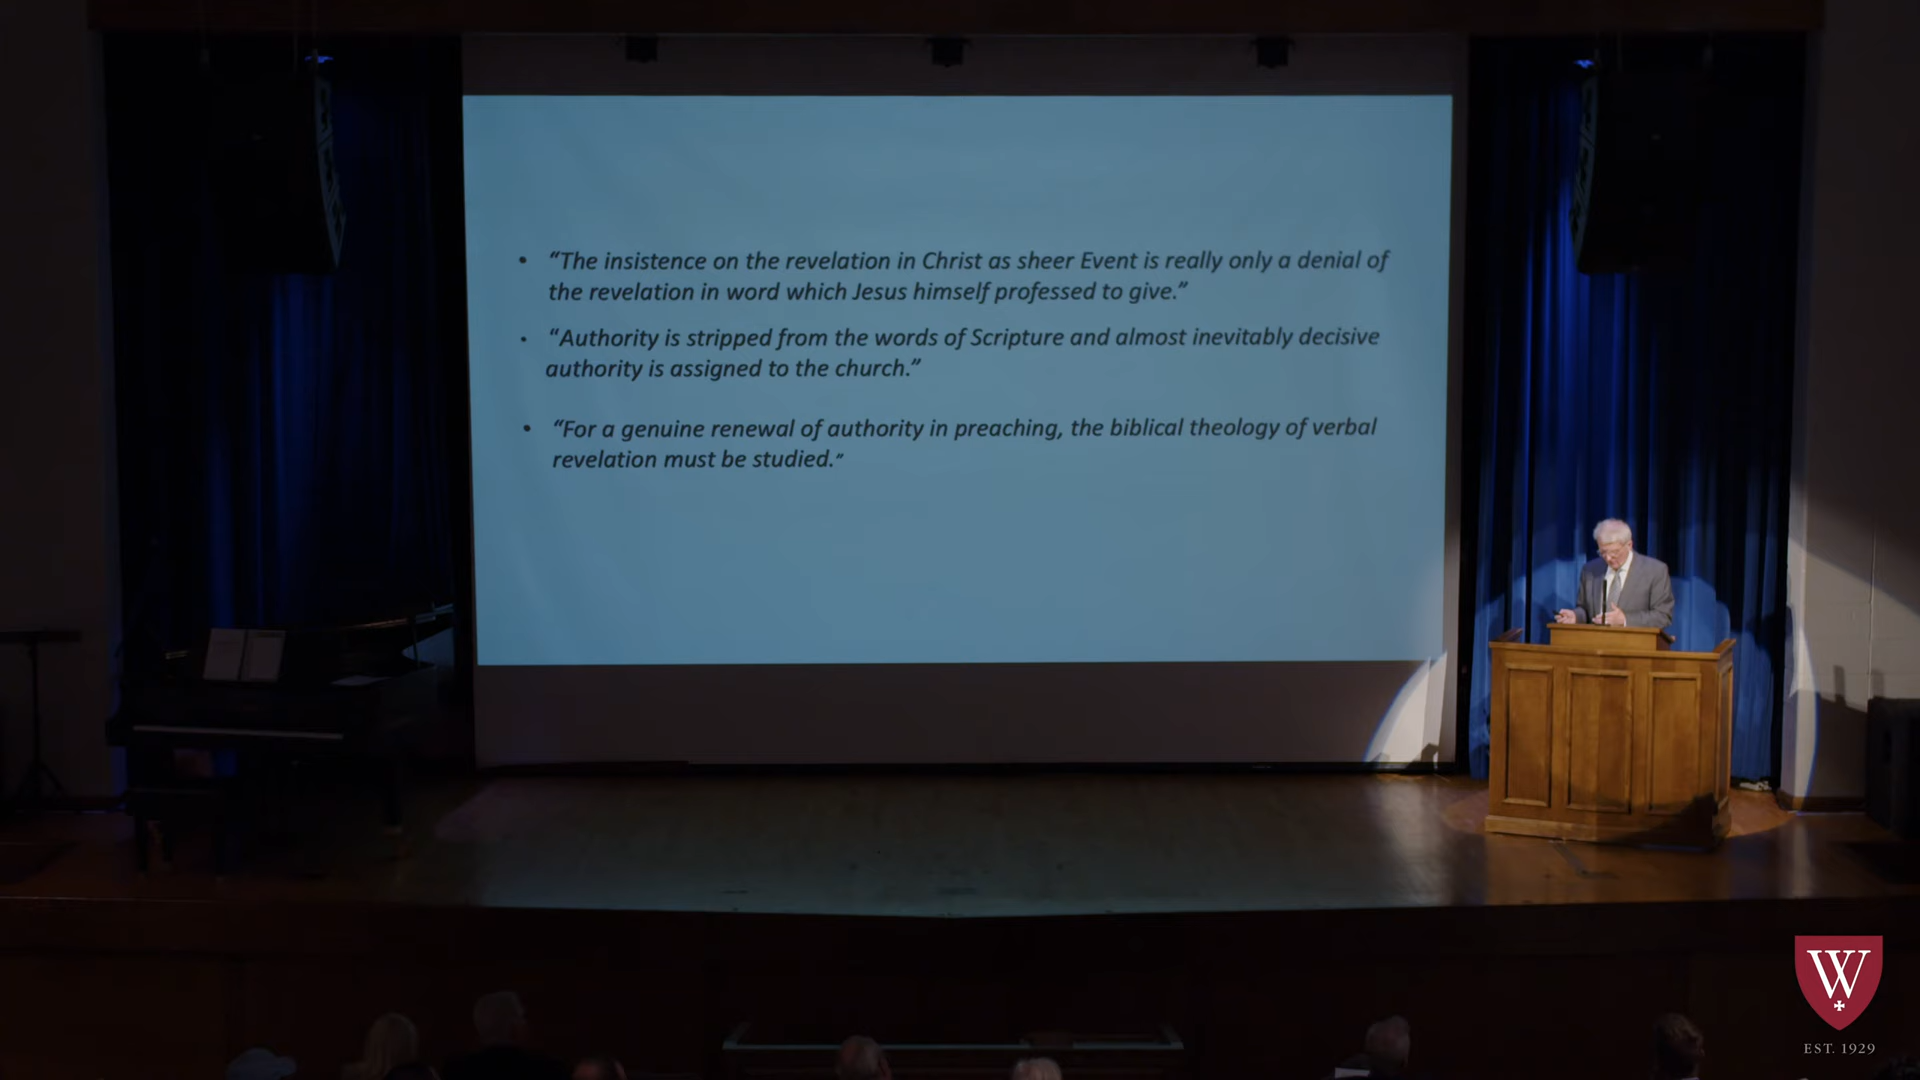 • “The insistence on the revelation in Christ as sheer Event is really only a denial of
the revelation in word which Jesus himself professed to give.”
• “Authority is stripped from the words of Scripture and almost inevitably decisive
authority is assigned to the church.”
• “For a genuine renewal of authority in preaching, the biblical theology of verbal
revelation must be studied.”
W
EST. 1929